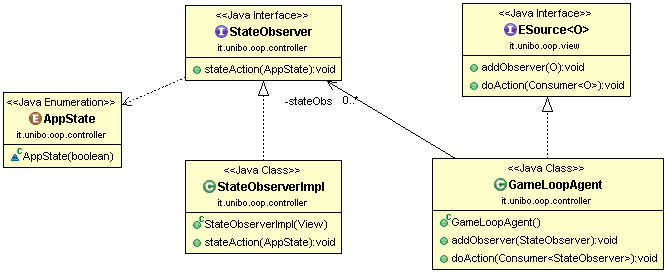 <<Java Interface>>
I StateObserver
it.unibo.oop.controller
stateAction(AppState):void
<<Java Interface>>
I ESource<O>
it.unibo.oop.view
addObserver(O):void
doAction(Consumer<O>):void
<<Java Enumeration>>
E AppState
it.unibo.oop.controller
C AppState(boolean)
-stateObs 0..*
<<Java Class>>
C StateObserverImpl
it.unibo.oop.controller
C StateObserverImpl(View)
stateAction(AppState):void
<<Java Class>>
C GameLoopAgent
it.unibo.oop.controller
C GameLoopAgent()
addObserver(StateObserver):void
doAction(Consumer<StateObserver>):void